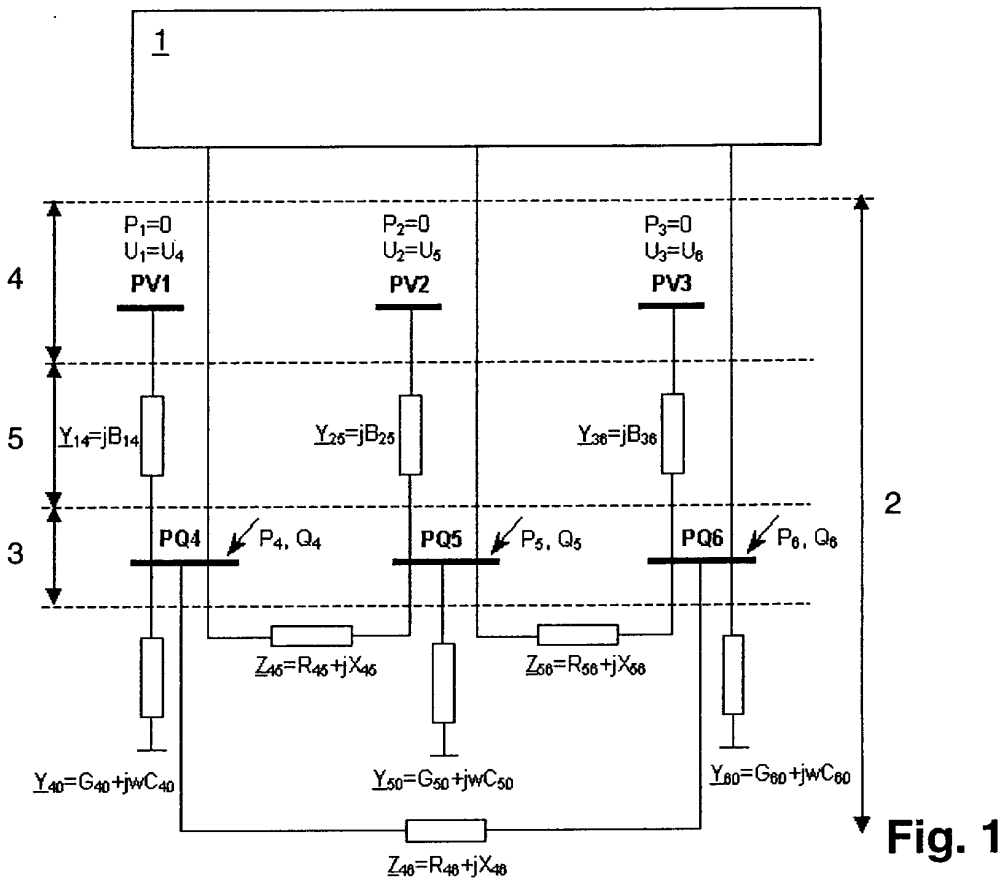 1
P₁=0
U₁=U₄
PV1
P₂=0
U₂=U₅
PV2
P₃=0
U₃=U₆
PV3
4
5
Y₁₄=jB₁₄
Y₂₅=jB₂₅
Y₃₆=jB₃₆
2
3
PQ4
P₄, Q₄
PQ5
P₅, Q₅
PQ6
P₆, Q₆
Z₄₅=R₄₅+jX₄₅
Z₅₆=R₅₆+jX₅₆
Y₄₀=G₄₀+jwC₄₀
Y₅₀=G₅₀+jwC₅₀
Y₆₀=G₆₀+jwC₆₀
Z₄₆=R₄₆+jX₄₆
Fig. 1